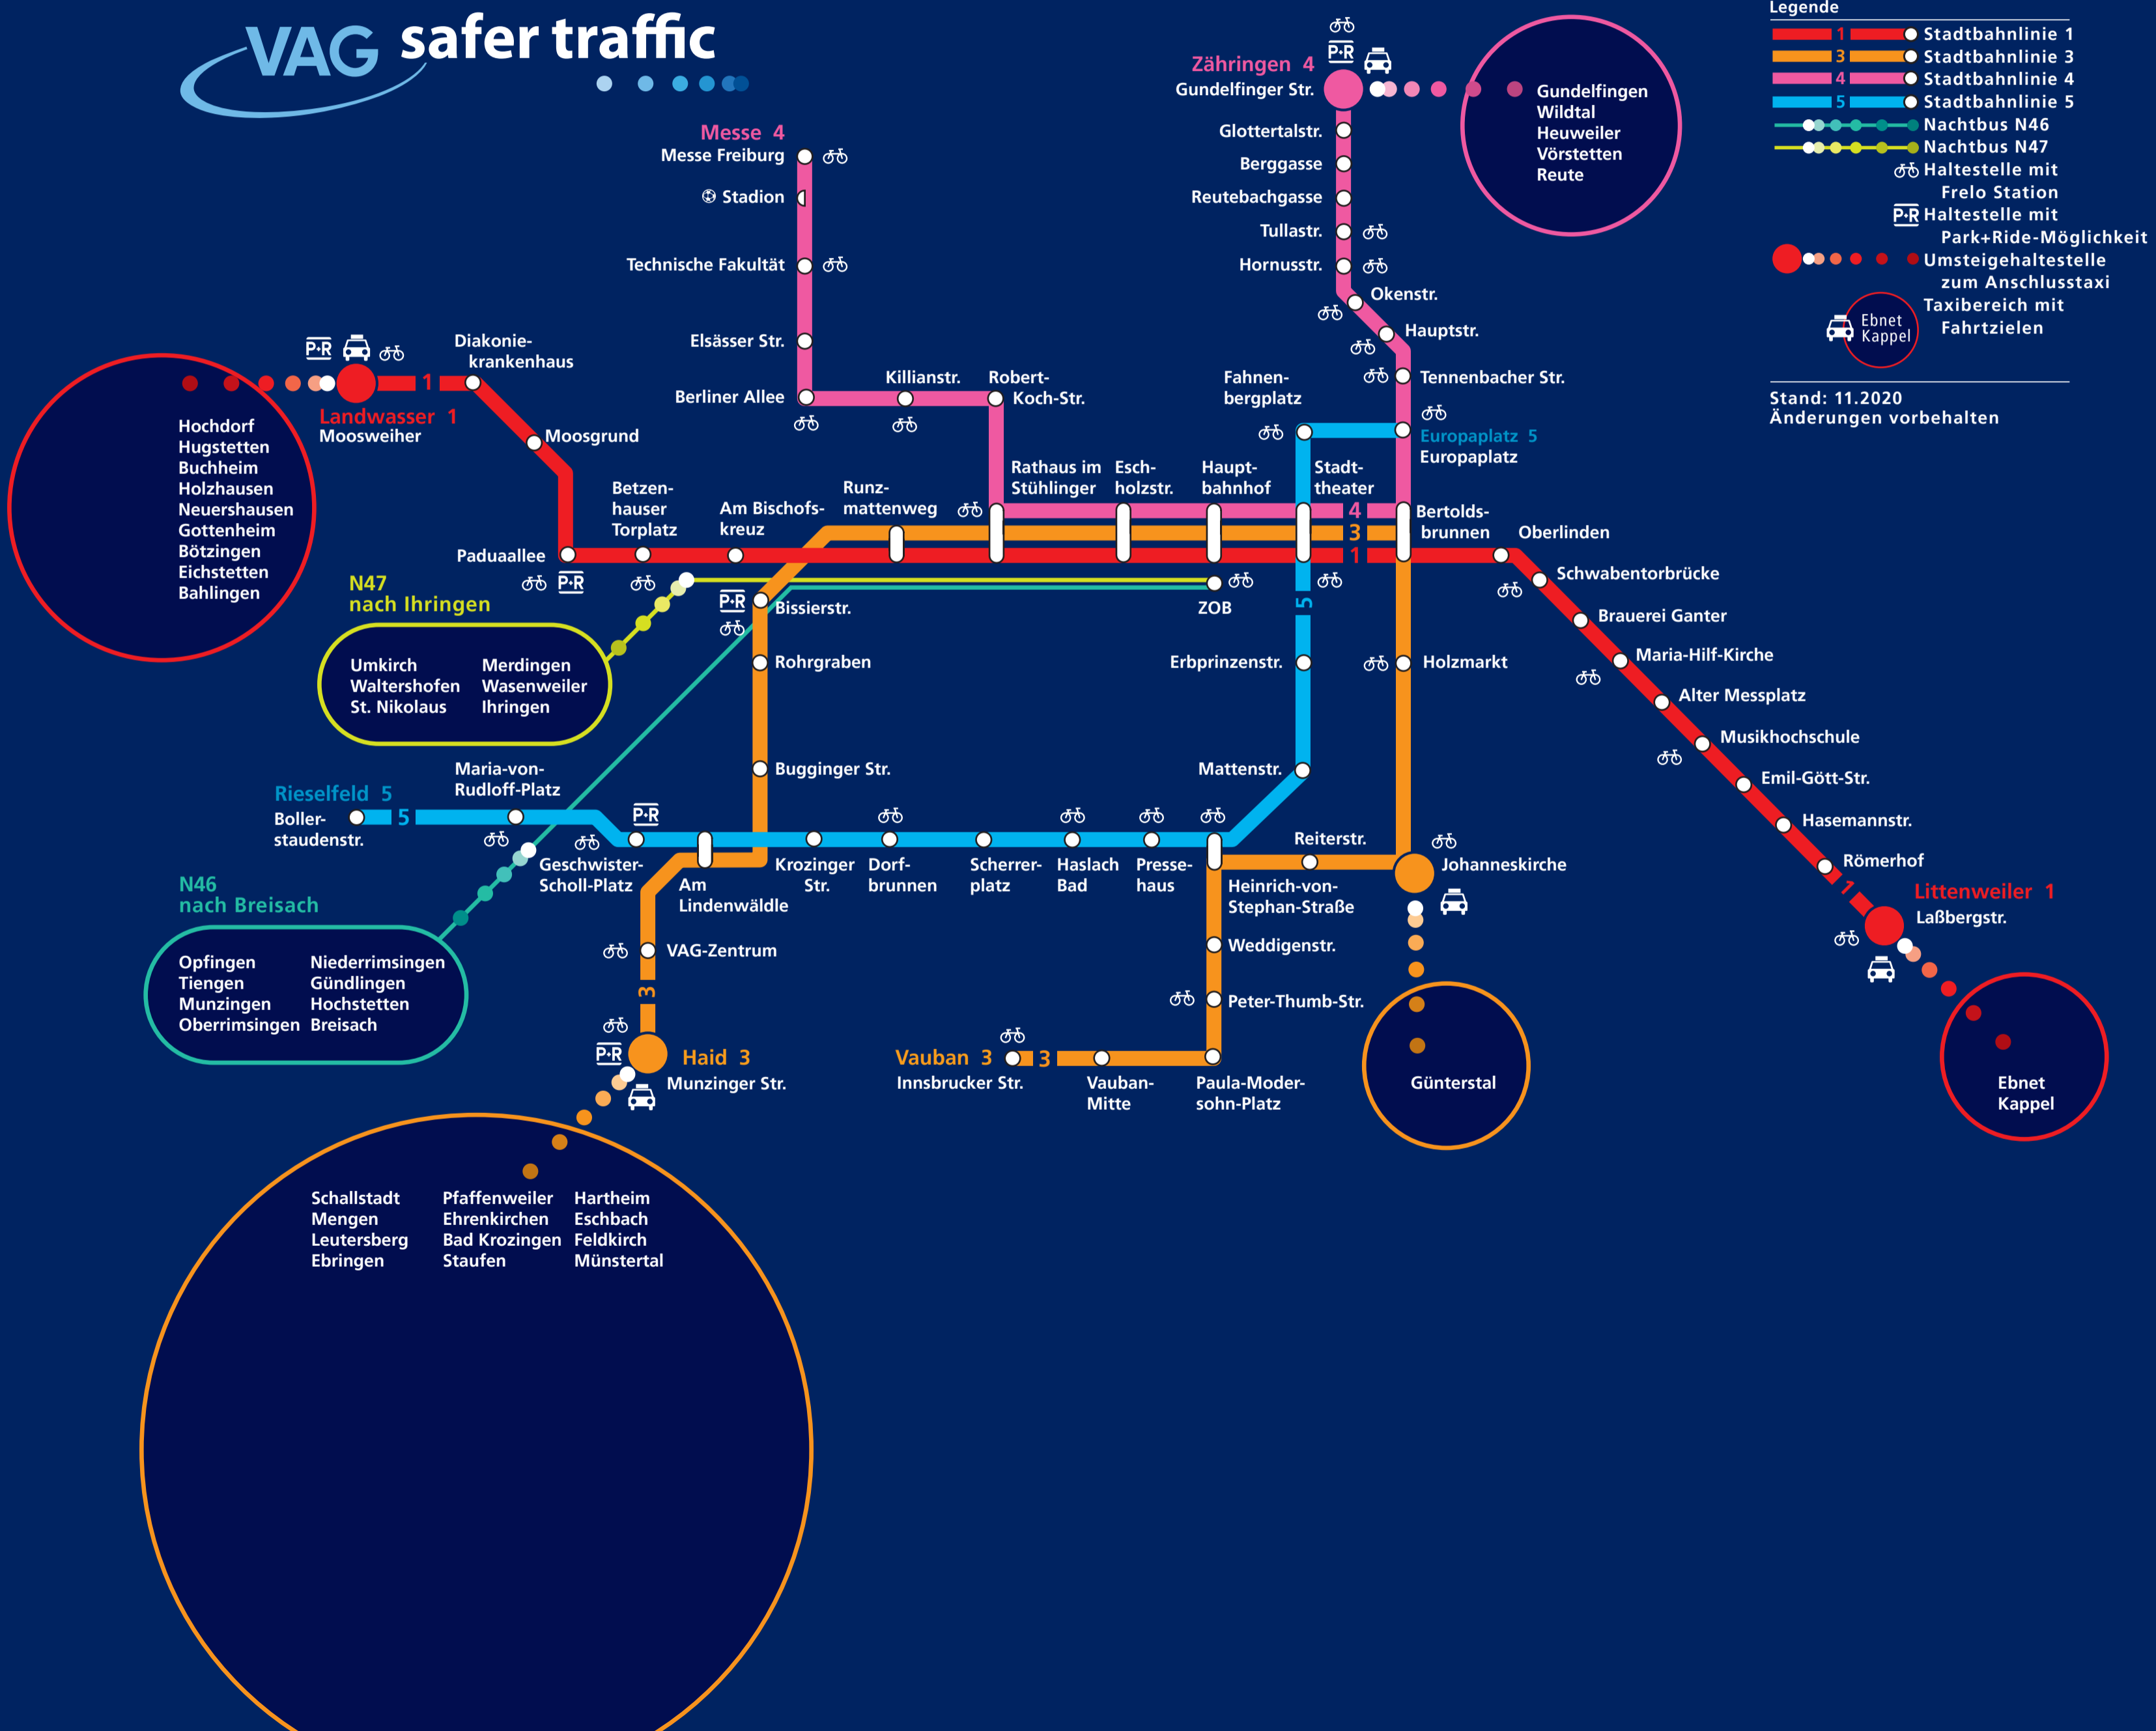 VAG safer traffic
Legende
1 Stadtbahnlinie 1
3 Stadtbahnlinie 3
4 Stadtbahnlinie 4
5 Stadtbahnlinie 5
Nachtbus N46
Nachtbus N47
Haltestelle mit
Frelo Station
P+R Haltestelle mit
Park+Ride-Möglichkeit
Umsteigehaltestelle
zum Anschlusstaxi
Taxibereich mit
Fahrtzielen
Ebnet
Kappel
Stand: 11.2020
Änderungen vorbehalten
Zähringen 4
P+R
Gundelfinger Str.
Glottertalstr.
Berggasse
Reutebachgasse
Tullastr.
Hornusstr.
Okenstr.
Hauptstr.
Tennenbacher Str.
Europaplatz 5
Europaplatz
Fahnen-
bergplatz
Gundelfingen
Wildtal
Heuweiler
Vörstetten
Reute
Messe 4
Messe Freiburg
Stadion
Technische Fakultät
Elsässer Str.
Berliner Allee
Killianstr.
Robert-
Koch-Str.
P+R
1
Landwasser 1
Moosweiher
Diakonie-
krankenhaus
Moosgrund
Paduaallee
P+R
Betzen-
hauser
Torplatz
Am Bischofs-
kreuz
Runz-
mattenweg
Rathaus im
Stühlinger
Esch-
holzstr.
Haupt-
bahnhof
Stadt-
theater
4
3
1
Bertolds-
brunnen
Oberlinden
Schwabentorbrücke
Brauerei Ganter
Maria-Hilf-Kirche
Alter Messplatz
Musikhochschule
Emil-Gött-Str.
Hasemannstr.
Römerhof
1
Littenweiler 1
Laßbergstr.
Ebnet
Kappel
Hochdorf
Hugstetten
Buchheim
Holzhausen
Neuershausen
Gottenheim
Bötzingen
Eichstetten
Bahlingen
N47
nach Ihringen
Umkirch
Waltershofen
St. Nikolaus
Merdingen
Wasenweiler
Ihringen
P+R
Bissierstr.
Rohrgraben
Bugginger Str.
ZOB
5
Erbprinzenstr.
Mattenstr.
Holzmarkt
Rieselfeld 5
Boller-
staudenstr.
5
Maria-von-
Rudloff-Platz
P+R
Geschwister-
Scholl-Platz
Am
Lindenwäldle
Krozinger
Str.
Dorf-
brunnen
Scherrer-
platz
Haslach
Bad
Presse-
haus
Heinrich-von-
Stephan-Straße
Reiterstr.
Johanneskirche
Weddigenstr.
Peter-Thumb-Str.
Paula-Moder-
sohn-Platz
Vauban-
Mitte
Vauban 3
3
Innsbrucker Str.
Günterstal
N46
nach Breisach
Opfingen
Tiengen
Munzingen
Oberrimsingen
Niederrimsingen
Gündlingen
Hochstetten
Breisach
VAG-Zentrum
3
P+R
Haid 3
Munzinger Str.
Schallstadt
Mengen
Leutersberg
Ebringen
Pfaffenweiler
Ehrenkirchen
Bad Krozingen
Staufen
Hartheim
Eschbach
Feldkirch
Münstertal